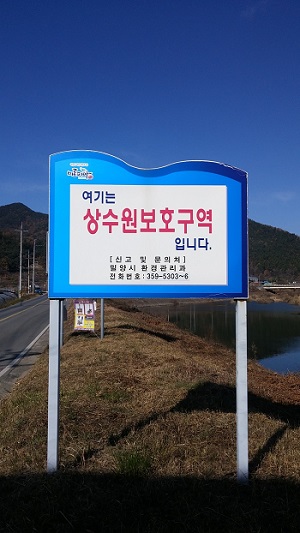 여기는
상수원보호구역
입니다.
[신고 및 문의처]
밀양시 환경관리과
전화번호: 359-5303~6